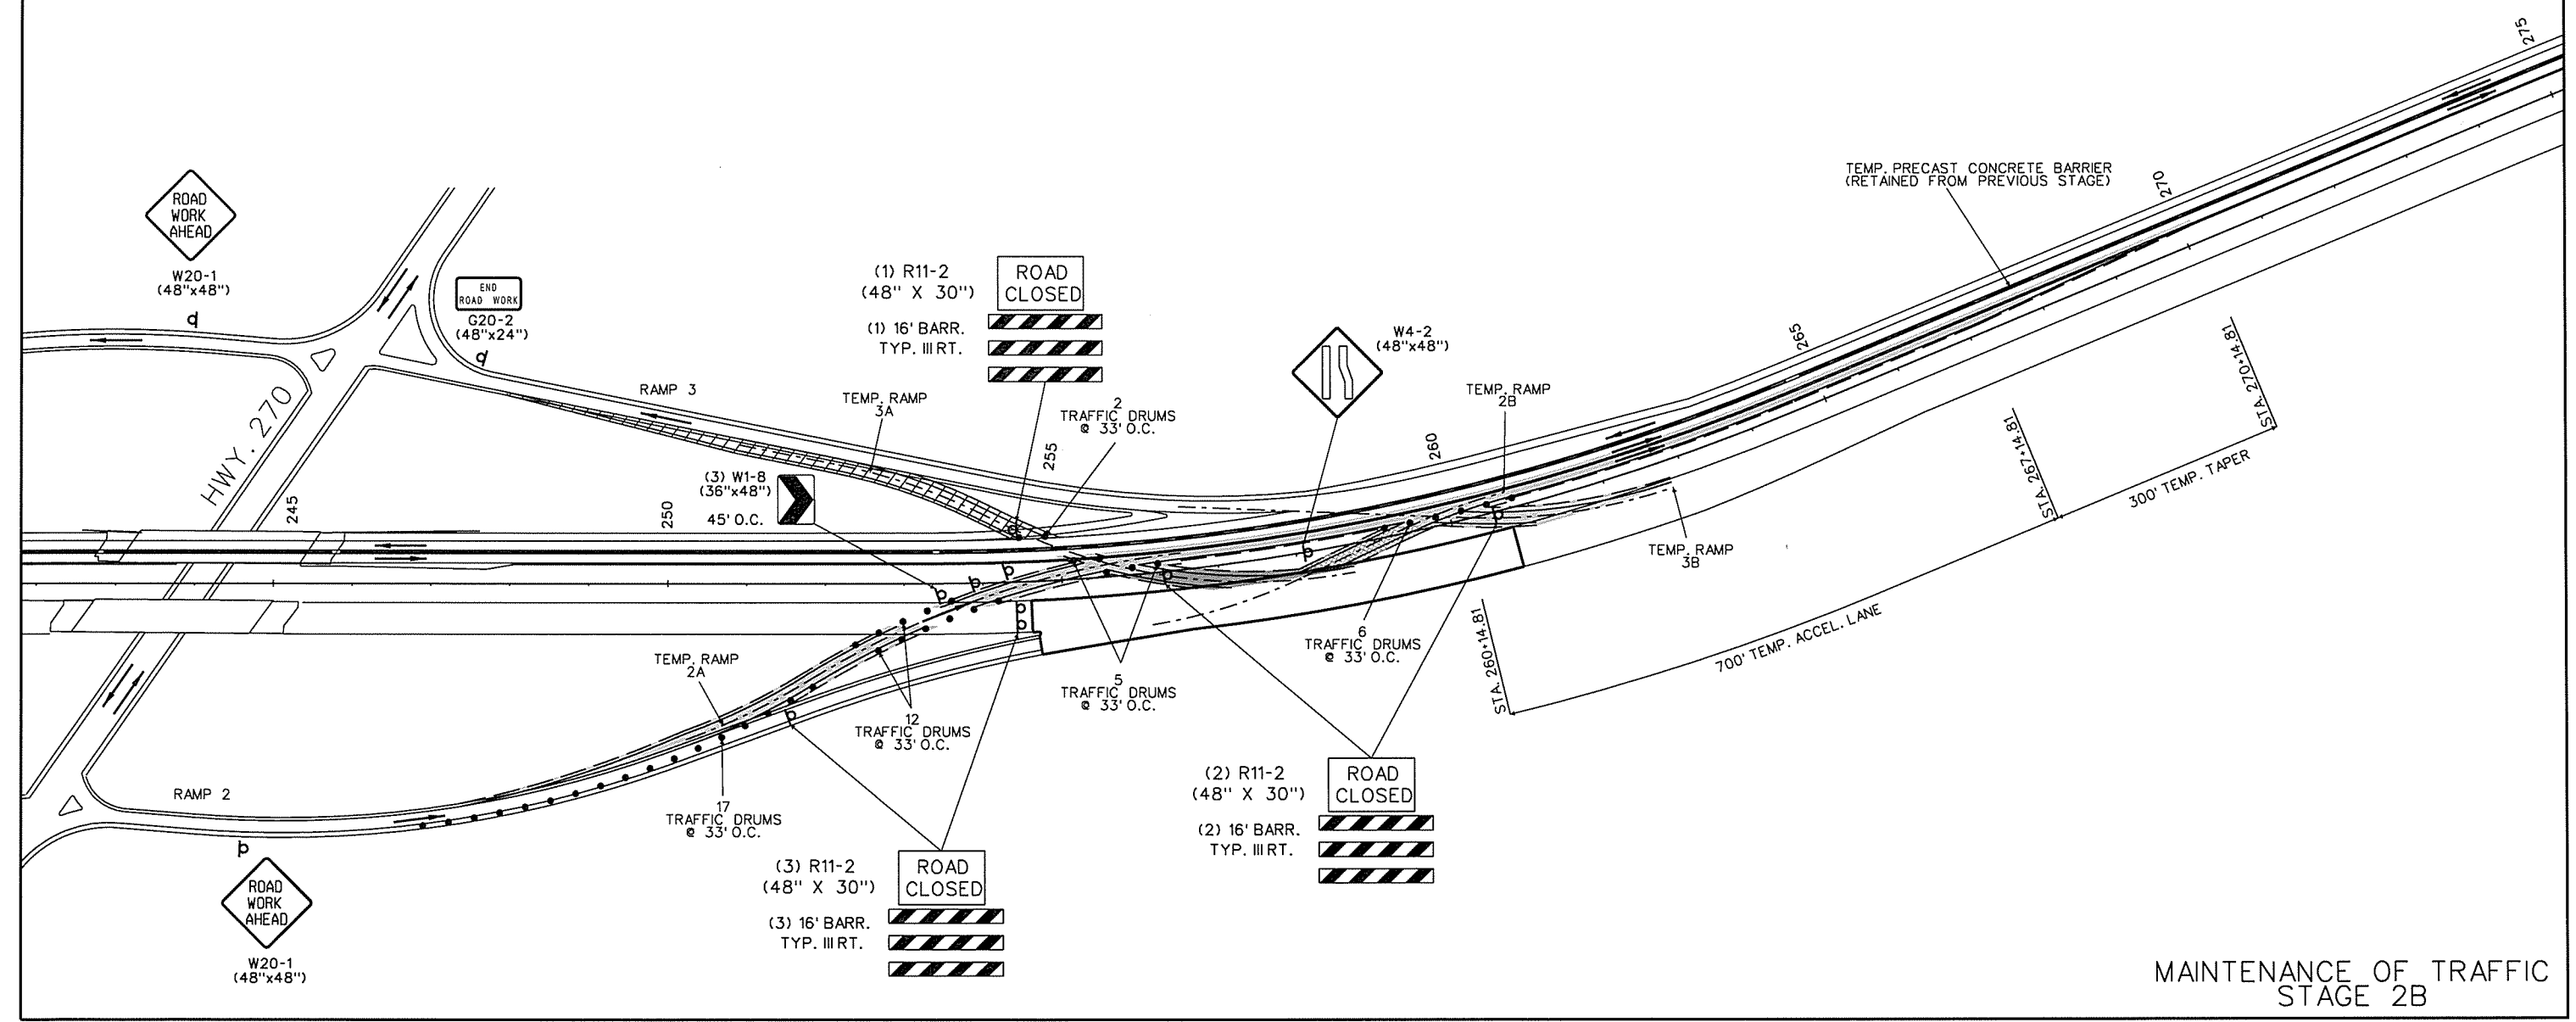 275
TEMP. PRECAST CONCRETE BARRIER
(RETAINED FROM PREVIOUS STAGE)
270
ROAD
WORK
AHEAD
W20-1
(48"x48")
END
ROAD WORK
G20-2
(48"x24")
(1) R11-2
(48" X 30")
ROAD
CLOSED
(1) 16' BARR.
TYP. III RT.
W4-2
(48"x48")
265
STA. 270+14.81
RAMP 3
TEMP. RAMP
3A
2
TRAFFIC DRUMS
@ 33' O.C.
TEMP. RAMP
2B
HWY. 270
255
260
STA. 267+14.81
300' TEMP. TAPER
(3) W1-8
(36"x48")
45' O.C.
245
250
TEMP. RAMP
3B
6
TRAFFIC DRUMS
@ 33' O.C.
STA. 260+14.81
700' TEMP. ACCEL. LANE
TEMP. RAMP
2A
5
TRAFFIC DRUMS
@ 33' O.C.
12
TRAFFIC DRUMS
@ 33' O.C.
RAMP 2
17
TRAFFIC DRUMS
@ 33' O.C.
(2) R11-2
(48" X 30")
ROAD
CLOSED
(2) 16' BARR.
TYP. III RT.
(3) R11-2
(48" X 30")
ROAD
CLOSED
(3) 16' BARR.
TYP. III RT.
ROAD
WORK
AHEAD
W20-1
(48"x48")
MAINTENANCE OF TRAFFIC
STAGE 2B